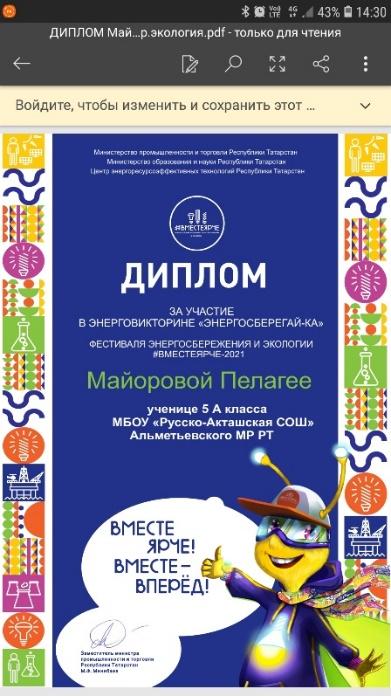 43% 14:30
ДИПЛОМ Май...р.экология.pdf - только для чтения
Войдите, чтобы изменить и сохранить этот ...
Министерство промышленности и торговли Республики Татарстан
Министерство образования и науки Республики Татарстан
Центр энергоресурсоэффективных технологий Республики Татарстан
#ВМЕСТЕЯРЧЕ
ДИПЛОМ
ЗА УЧАСТИЕ
В ЭНЕРГОВИКТОРИНЕ «ЭНЕРГОСБЕРЕГАЙ-КА»
ФЕСТИВАЛЯ ЭНЕРГОСБЕРЕЖЕНИЯ И ЭКОЛОГИИ
#ВМЕСТЕЯРЧЕ-2021
Майоровой Пелагее
ученице 5 А класса
МБОУ «Русско-Акташская СОШ»
Альметьевского МР РТ
ВМЕСТЕ
ЯРЧЕ!
ВМЕСТЕ –
ВПЕРЁД!
Заместитель министра
промышленности и торговли
Республики Татарстан